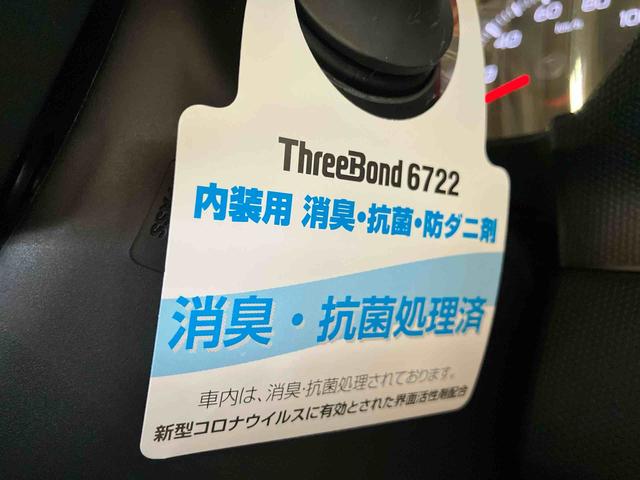 ThreeBond 6722
内装用 消臭・抗菌・防ダニ剤
消臭・抗菌処理済
車内は、消臭・抗菌処理されております。
新型コロナウイルスに有効とされた界面活性剤配合